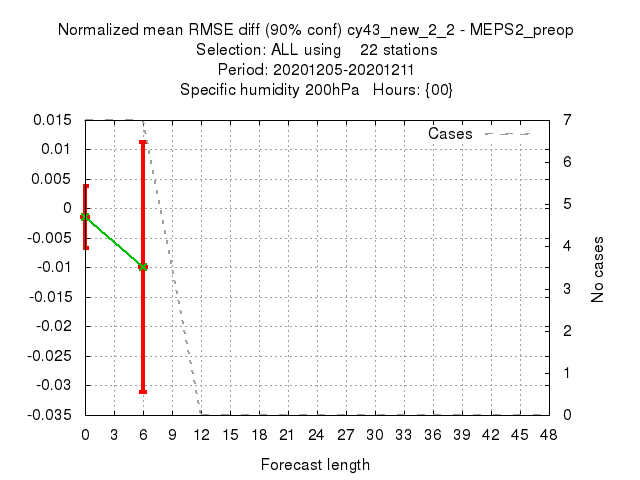 Normalized mean RMSE diff (90% conf) cy43_new_2_2 - MEPS2_preop
Selection: ALL using 22 stations
Period: 20201205-20201211
Specific humidity 200hPa Hours: {00}
Cases
0.015
0.01
0.005
0
-0.005
-0.01
-0.015
-0.02
-0.025
-0.03
-0.035
7
6
5
4
3
2
1
0
No cases
0 3 6 9 12 15 18 21 24 27 30 33 36 39 42 45 48
Forecast length